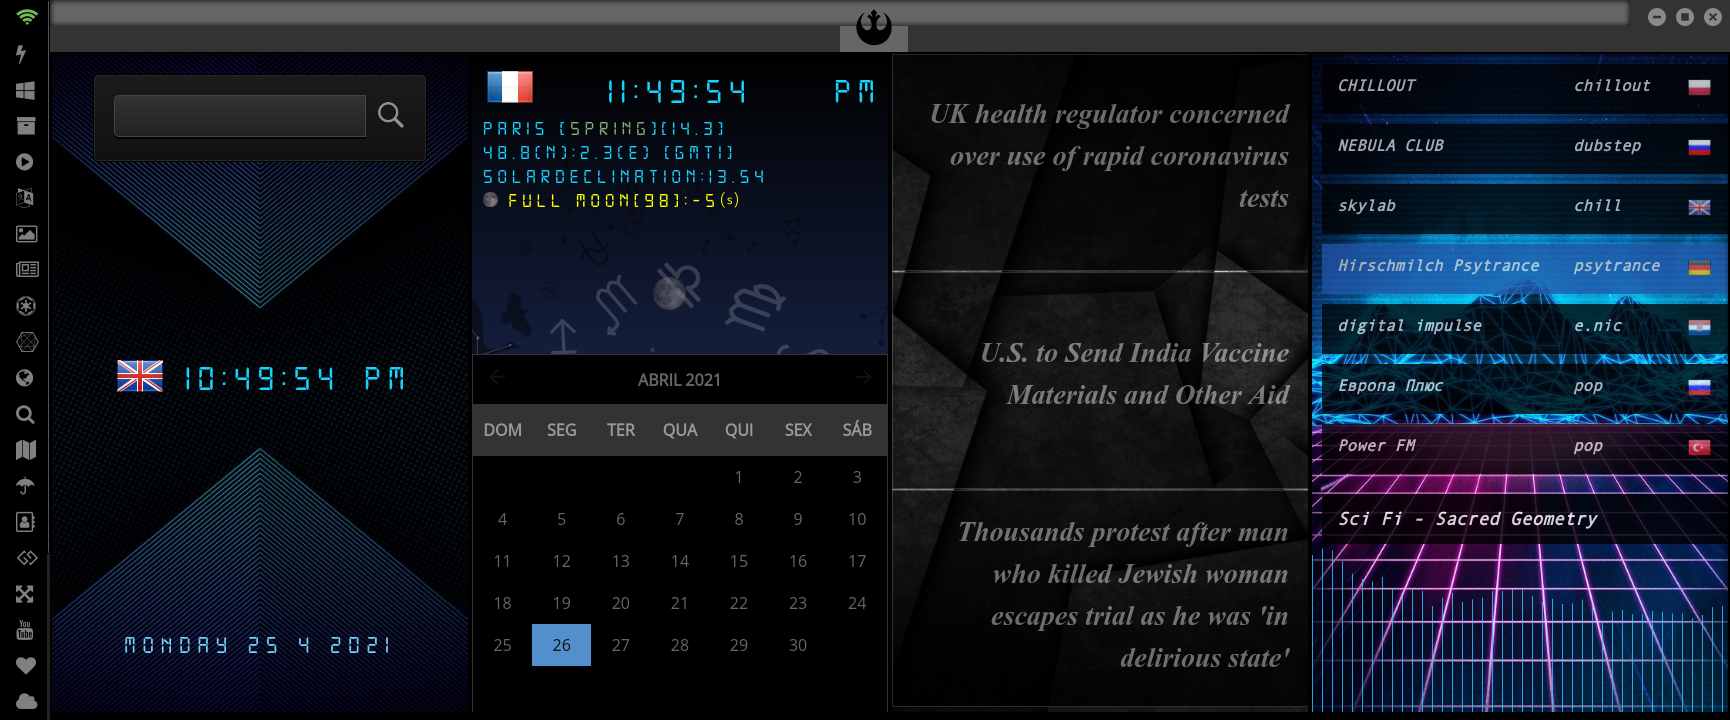 10:49:54 PM
MONDAY 25 4 2021
11:49:54 PM
PARIS [SPRING][14.3]
48.8(N):2.3(E) [GMT1]
SOLARDECLINATION:13.54
FULL MOON[98]:-5(s)
ABRIL 2021
DOM SEG TER QUA QUI SEX SÁB
1 2 3
4 5 6 7 8 9 10
11 12 13 14 15 16 17
18 19 20 21 22 23 24
25 26 27 28 29 30
UK health regulator concerned
over use of rapid coronavirus
tests
U.S. to Send India Vaccine
Materials and Other Aid
Thousands protest after man
who killed Jewish woman
escapes trial as he was 'in
delirious state'
CHILLOUT chillout
NEBULA CLUB dubstep
skylab chill
Hirschmilch Psytrance psytrance
digital impulse e.nic
Европа Плюс pop
Power FM pop
Sci Fi - Sacred Geometry
You
Tube